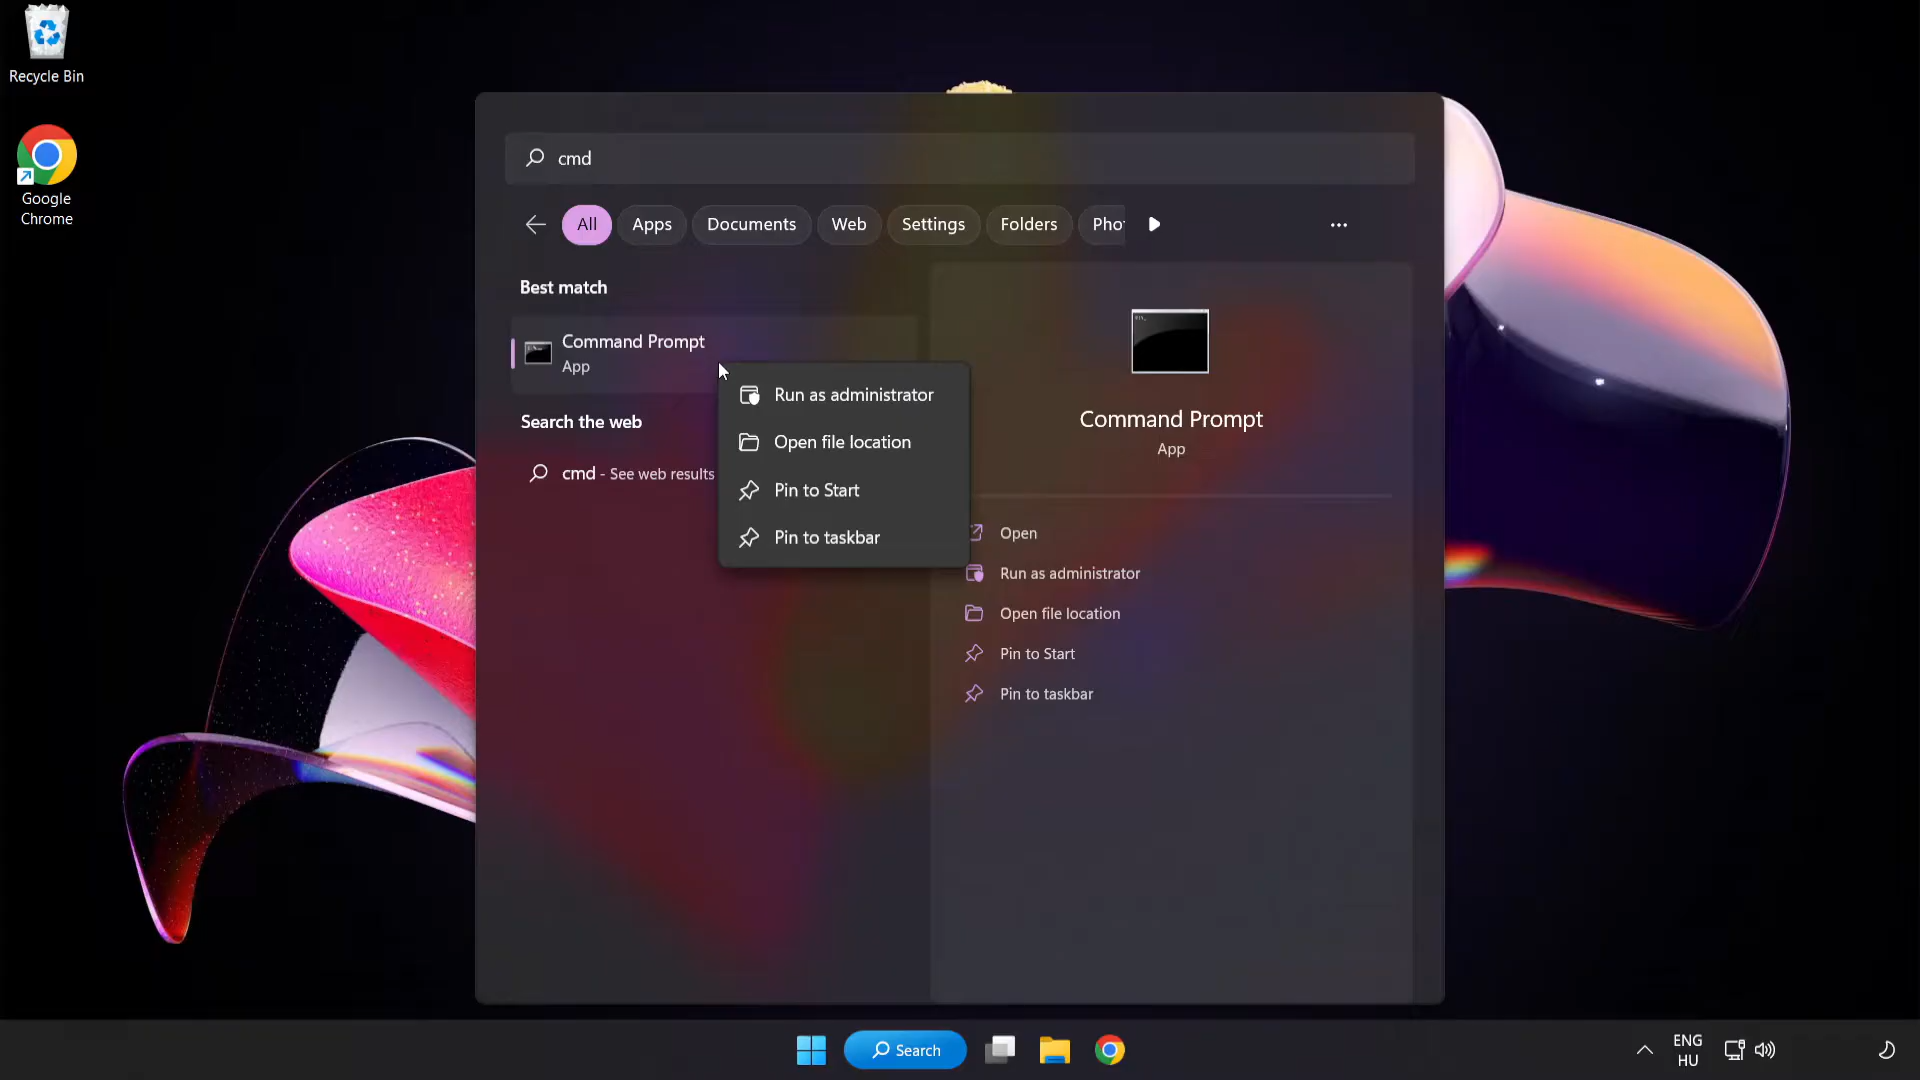 Recycle Bin
Google
Chrome
cmd
All
Apps
Documents
Web
Settings
Folders
Best match
Command Prompt
App
Search the web
cmd - See web results
Run as administrator
Open file location
Pin to Start
Pin to taskbar
Command Prompt
App
Open
Run as administrator
Open file location
Pin to Start
Pin to taskbar
Search
ENG
HU